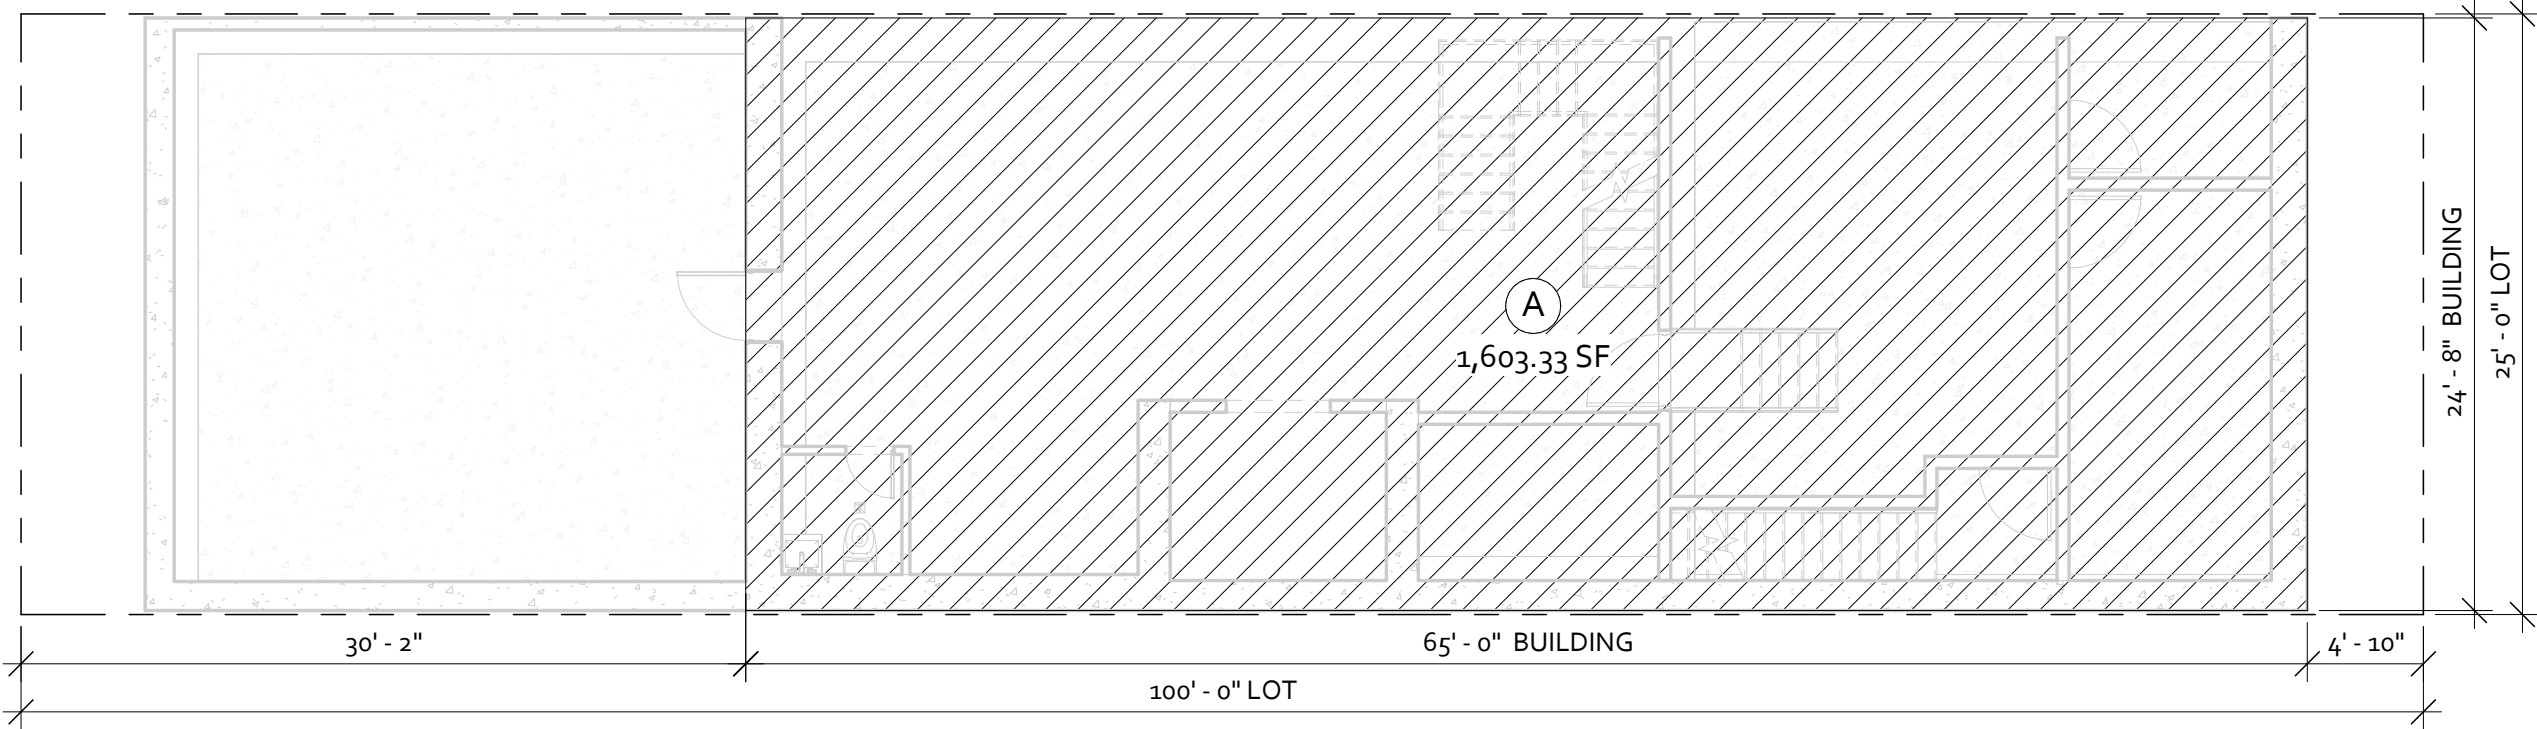 A
1,603.33 SF
24' - 8" BUILDING
25' - 0" LOT
30' - 2"
65' - 0" BUILDING
4' - 10"
100' - 0" LOT